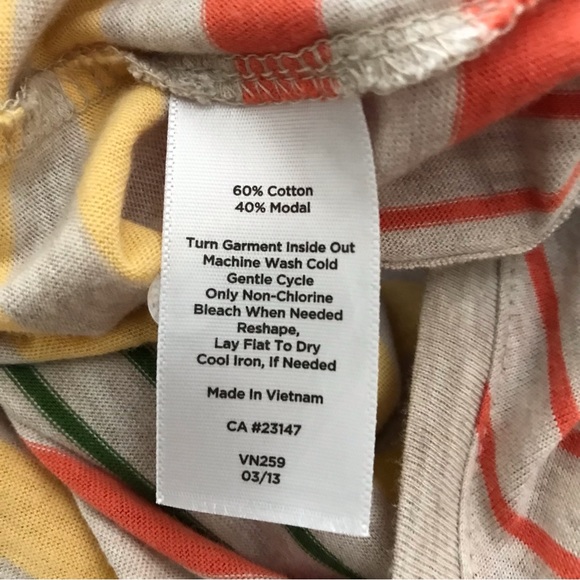 60% Cotton
40% Modal
Turn Garment Inside Out
Machine Wash Cold
Gentle Cycle
Only Non-Chlorine
Bleach When Needed
Reshape,
Lay Flat To Dry
Cool Iron, If Needed
Made In Vietnam
CA #23147
VN259
03/13